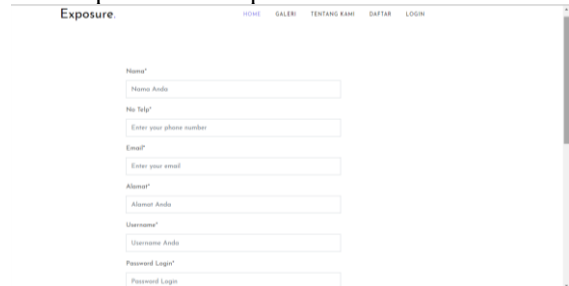 Exposure.
HOME GALERI TENTANG KAMI DAFTAR LOGIN
Nama*
Nama Anda
No Telp*
Enter your phone number
Email*
Enter your email
Alamat*
Alamat Anda
Username*
Username Anda
Password Login*
Password Login